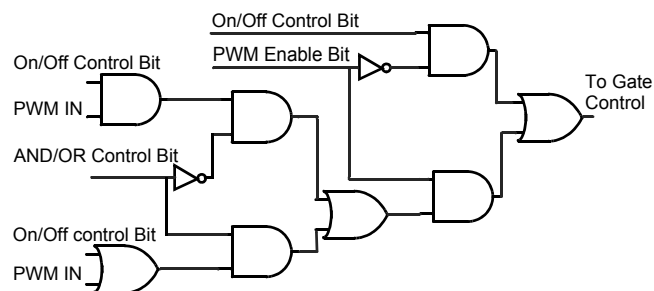 On/Off Control Bit
PWM Enable Bit
On/Off Control Bit
PWM IN
To Gate
Control
AND/OR Control Bit
On/Off control Bit
PWM IN